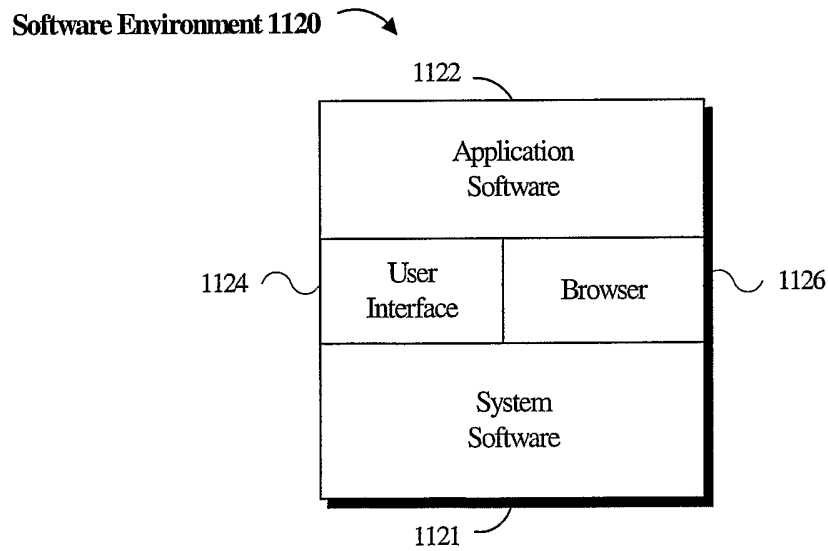 Software Environment 1120
1122
Application
Software
1124
User
Interface
Browser
1126
System
Software
1121